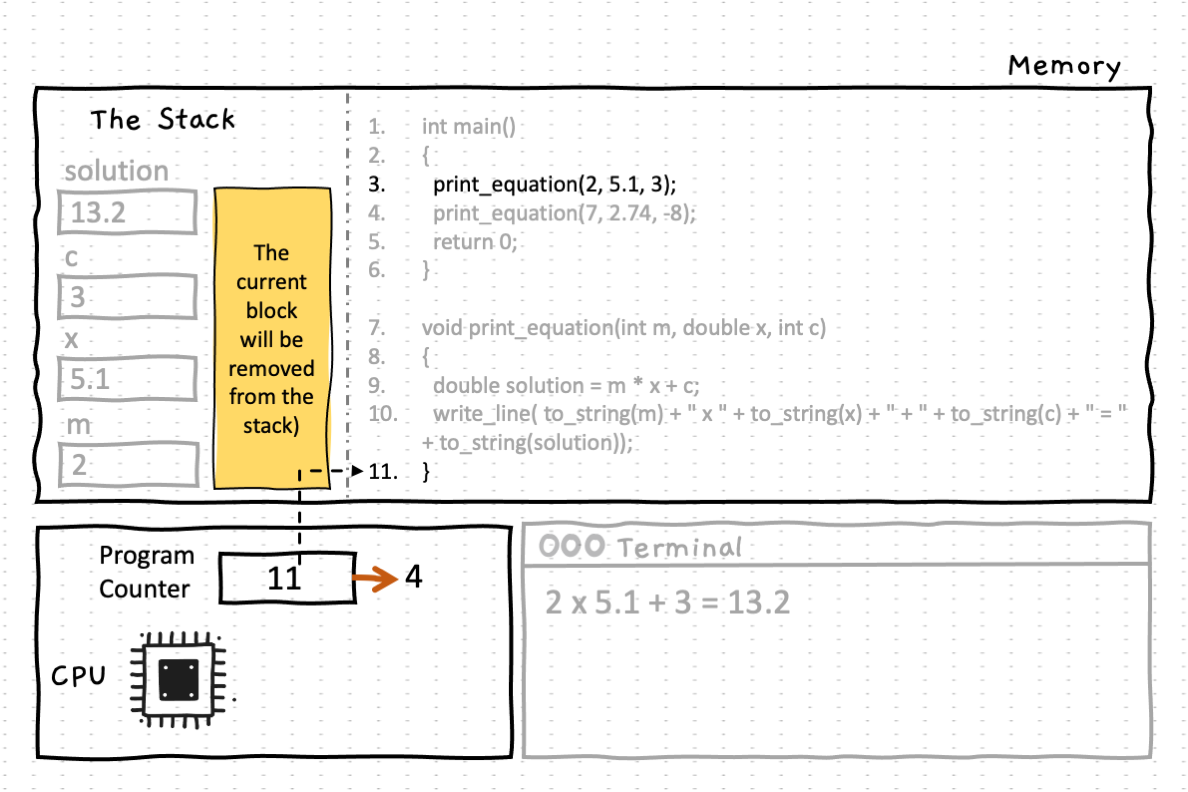 Memory
The Stack
solution
13.2
c
3
x
5.1
m
2
The
current
block
will be
removed
from the
stack)
1. int main()
2. {
3. print_equation(2, 5.1, 3);
4. print_equation(7, 2.74, -8);
5. return 0;
6. }
7. void print_equation(int m, double x, int c)
8. {
9. double solution = m * x + c;
10. write_line( to_string(m) + " x " + to_string(x) + " + " + to_string(c) + " = "
+ to_string(solution));
11. }
Program
Counter
11
4
CPU
Terminal
2 x 5.1 + 3 = 13.2